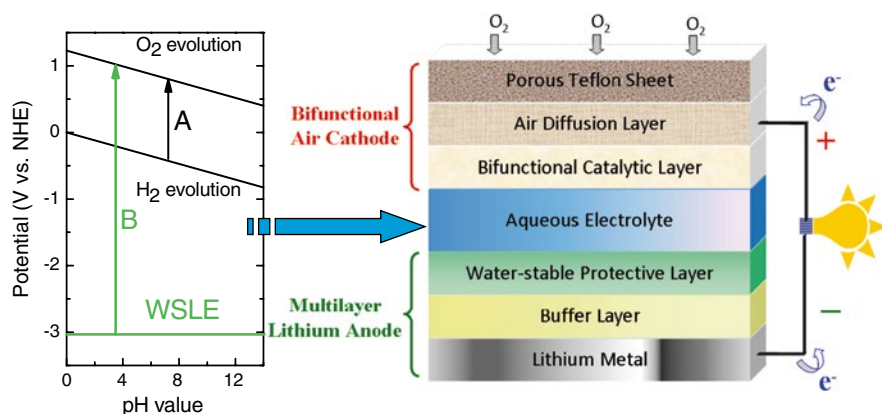 Potential (V vs. NHE)
1
0
-1
-2
-3
O₂ evolution
A
H₂ evolution
B
WSLE
0
4
8
12
pH value
O₂
O₂
O₂
Bifunctional
Air Cathode
Porous Teflon Sheet
Air Diffusion Layer
Bifunctional Catalytic Layer
Aqueous Electrolyte
Multilayer
Lithium Anode
Water-stable Protective Layer
Buffer Layer
Lithium Metal
e⁻
+
−
e⁻